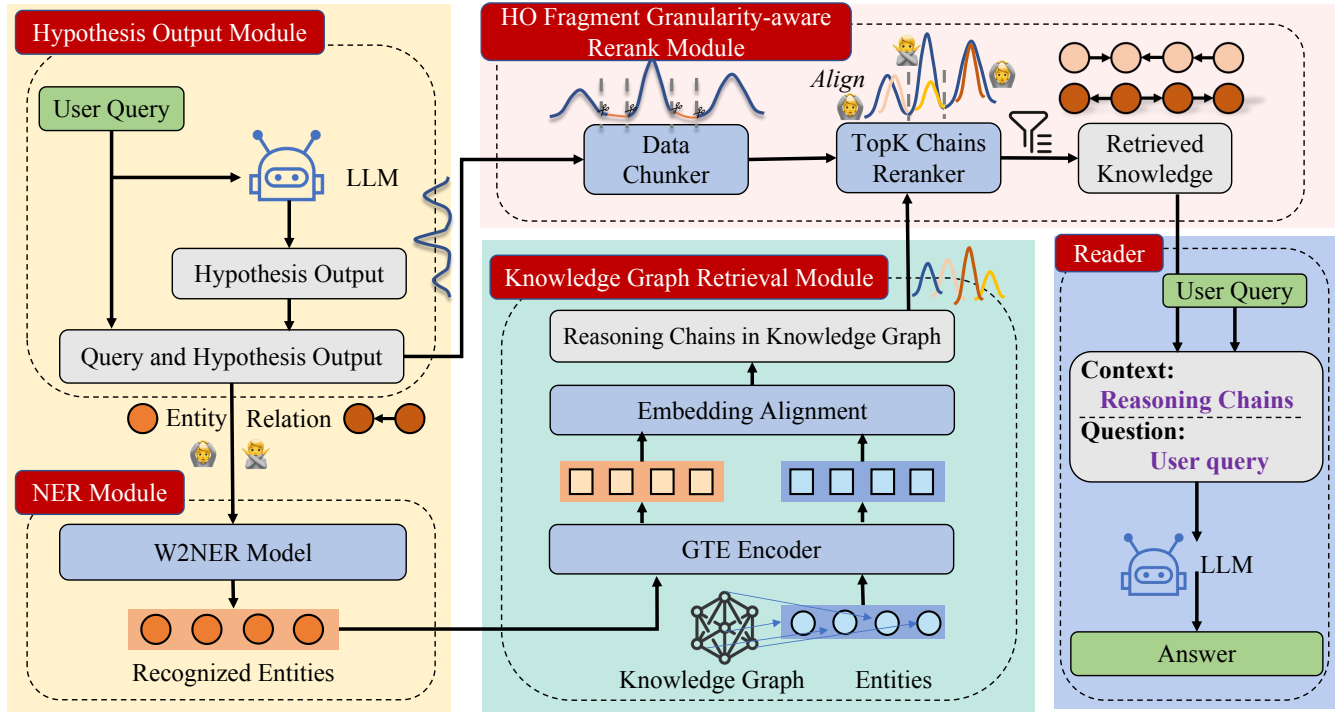 Hypothesis Output Module
User Query
LLM
Hypothesis Output
Query and Hypothesis Output
Entity
Relation
NER Module
W2NER Model
Recognized Entities
HO Fragment Granularity-aware
Rerank Module
Align
Data
Chunker
TopK Chains
Reranker
Retrieved
Knowledge
Knowledge Graph Retrieval Module
Reasoning Chains in Knowledge Graph
Embedding Alignment
GTE Encoder
Knowledge Graph
Entities
Reader
User Query
Context:
Reasoning Chains
Question:
User query
LLM
Answer